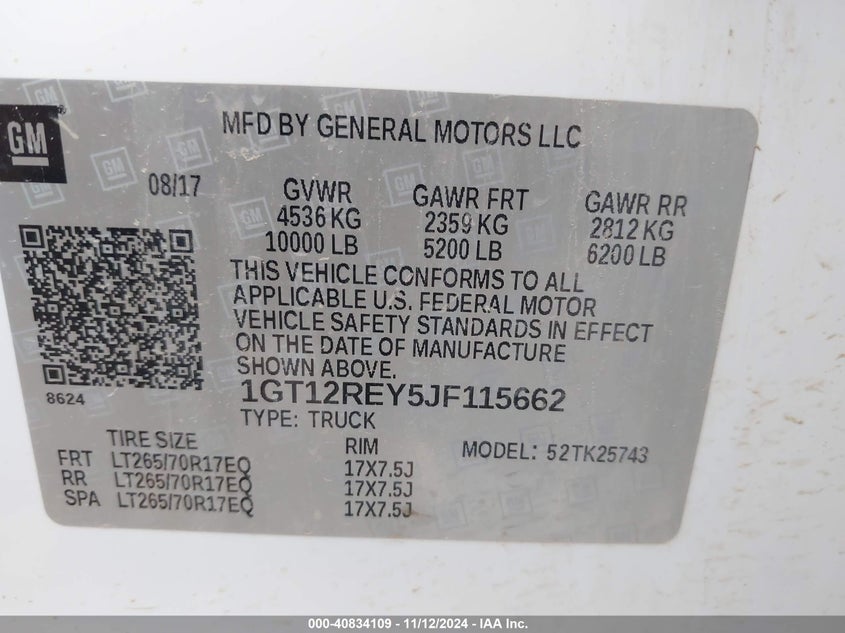 GM
MFD BY GENERAL MOTORS LLC
08/17
GVWR GAWR FRT GAWR RR
4536 KG 2359 KG 2812 KG
10000 LB 5200 LB 6200 LB
THIS VEHICLE CONFORMS TO ALL
APPLICABLE U.S. FEDERAL MOTOR
VEHICLE SAFETY STANDARDS IN EFFECT
ON THE DATE OF MANUFACTURE
SHOWN ABOVE.
8624
1GT12REY5JF115662
TYPE: TRUCK
TIRE SIZE RIM MODEL: 52TK25743
FRT LT265/70R17EQ 17X7.5J
RR LT265/70R17EQ 17X7.5J
SPA LT265/70R17EQ 17X7.5J
000-40834109 - 11/12/2024 - IAA Inc.